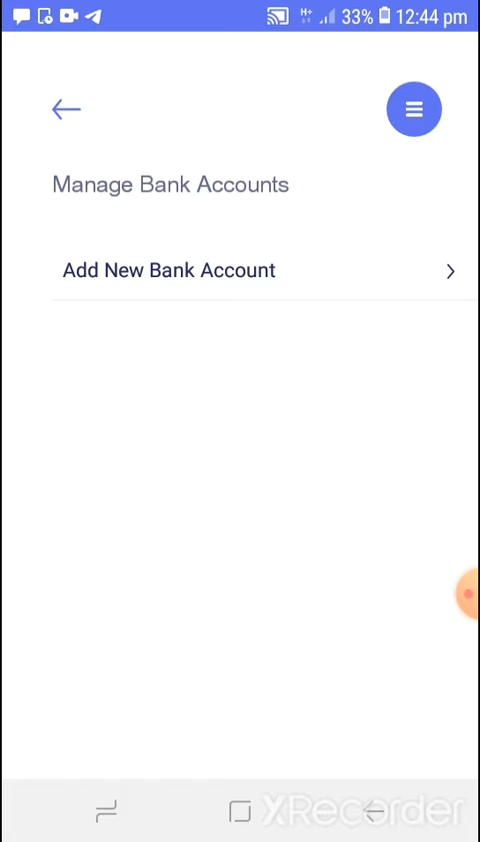 H+ 33% 12:44 pm
Manage Bank Accounts
Add New Bank Account
XRecorder